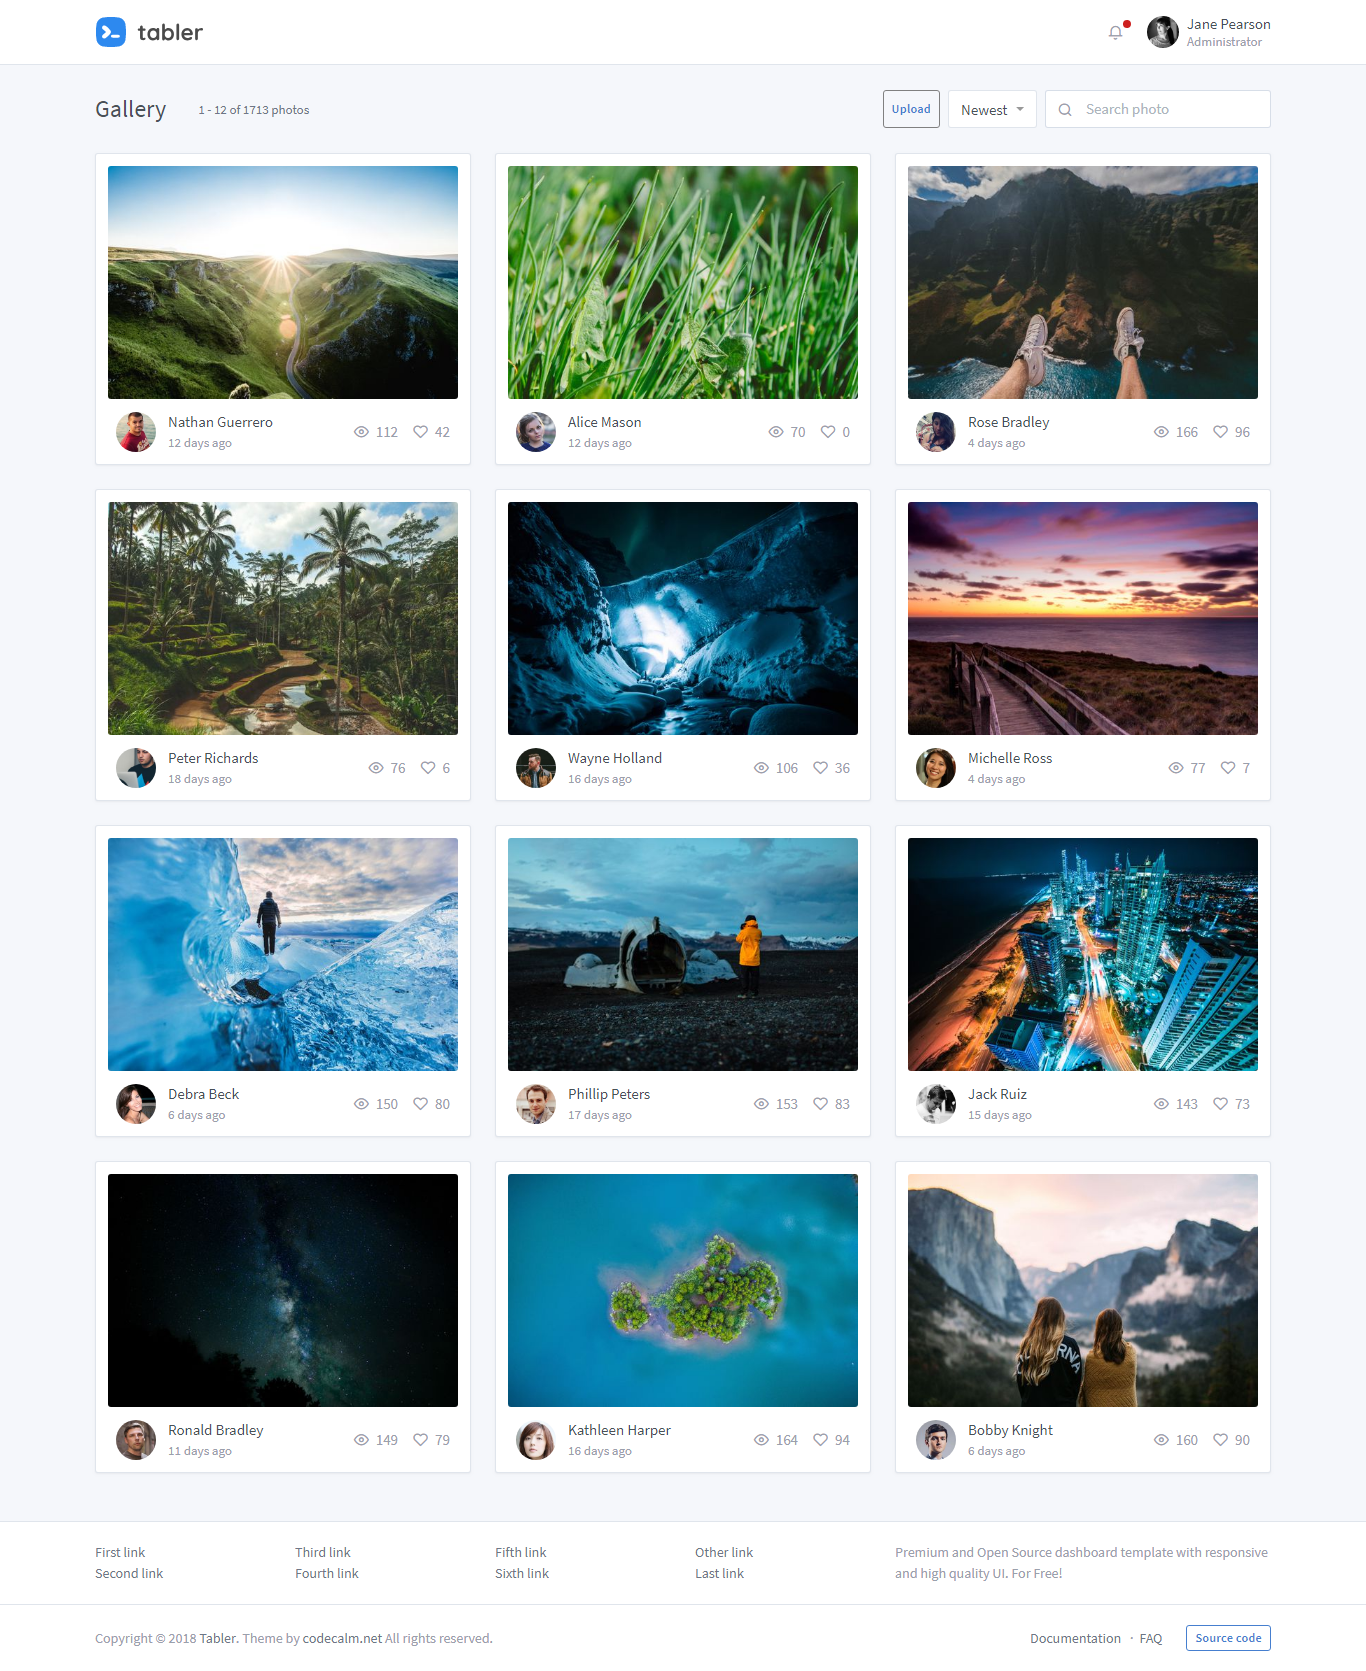 tabler
Jane Pearson
Administrator
Gallery
1 - 12 of 1713 photos
Upload
Newest
Search photo
Nathan Guerrero
12 days ago
112
42
Alice Mason
12 days ago
70
0
Rose Bradley
4 days ago
166
96
Peter Richards
18 days ago
76
6
Wayne Holland
16 days ago
106
36
Michelle Ross
4 days ago
77
7
Debra Beck
6 days ago
150
80
Phillip Peters
17 days ago
153
83
Jack Ruiz
15 days ago
143
73
Ronald Bradley
11 days ago
149
79
Kathleen Harper
16 days ago
164
94
Bobby Knight
6 days ago
160
90
First link
Second link
Third link
Fourth link
Fifth link
Sixth link
Other link
Last link
Premium and Open Source dashboard template with responsive
and high quality UI. For Free!
Copyright © 2018 Tabler. Theme by codecalm.net All rights reserved.
Documentation · FAQ
Source code